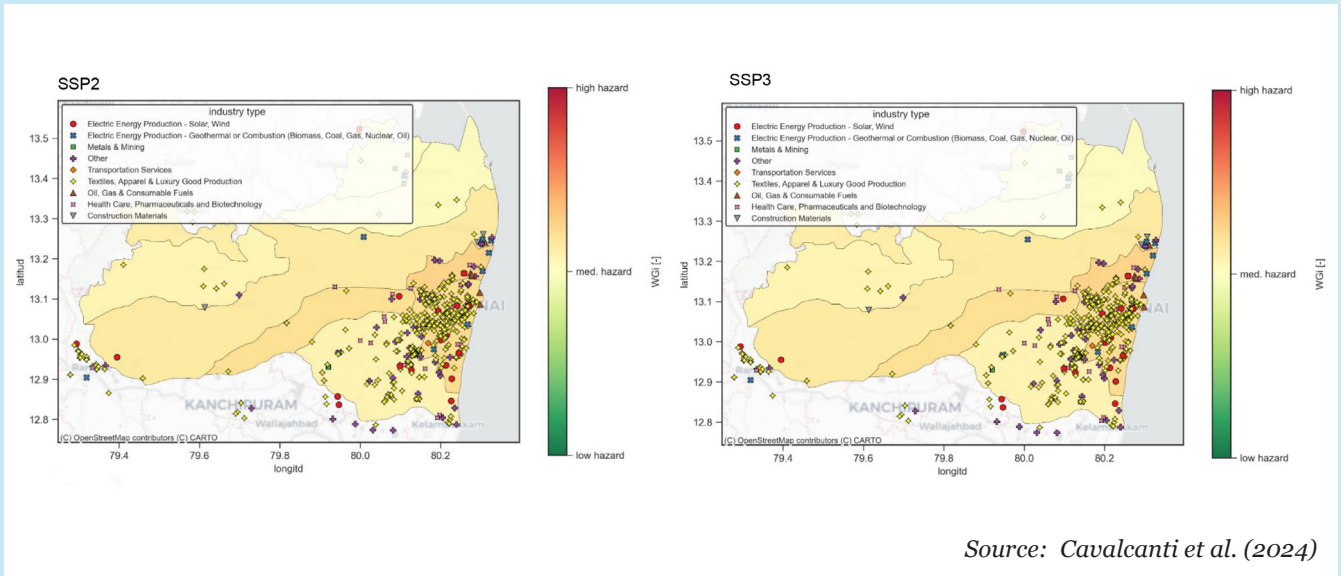 SSP2
industry type
Electric Energy Production - Solar, Wind
Electric Energy Production - Geothermal or Combustion (Biomass, Coal, Gas, Nuclear, Oil)
Metals & Mining
Other
Transportation Services
Textiles, Apparel & Luxury Good Production
Oil, Gas & Consumable Fuels
Health Care, Pharmaceuticals and Biotechnology
Construction Materials
13.5
13.4
13.3
13.2
13.1
13.0
12.9
12.8
latitud
NAI
KANCHIPURAM
Wallajahbad
(C) OpenStreetMap contributors (C) CARTO
79.4 79.6 79.8 80.0 80.2
longitd
high hazard
med. hazard
low hazard
WGi [-]
SSP3
industry type
Electric Energy Production - Solar, Wind
Electric Energy Production - Geothermal or Combustion (Biomass, Coal, Gas, Nuclear, Oil)
Metals & Mining
Other
Transportation Services
Textiles, Apparel & Luxury Good Production
Oil, Gas & Consumable Fuels
Health Care, Pharmaceuticals and Biotechnology
Construction Materials
13.5
13.4
13.3
13.2
13.1
13.0
12.9
12.8
latitud
NAI
KANCHIPURAM
Wallajahbad
(C) OpenStreetMap contributors (C) CARTO
79.4 79.6 79.8 80.0 80.2
longitd
high hazard
med. hazard
low hazard
WGi [-]
Source: Cavalcanti et al. (2024)